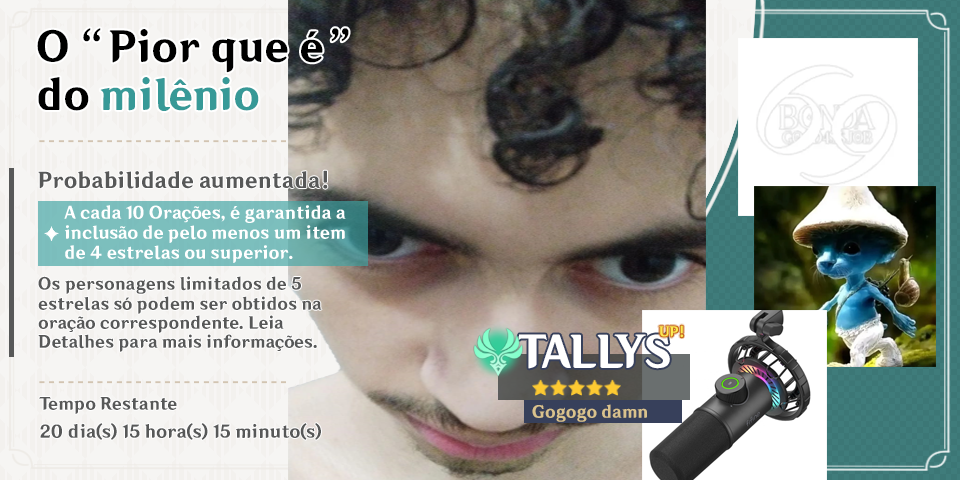 O “Pior que é”
do milênio
Probabilidade aumentada!
A cada 10 Orações, é garantida a
inclusão de pelo menos um item
de 4 estrelas ou superior.
Os personagens limitados de 5
estrelas só podem ser obtidos na
oração correspondente. Leia
Detalhes para mais informações.
Tempo Restante
20 dia(s) 15 hora(s) 15 minuto(s)
UP!
TALLYS
Gogogo damn